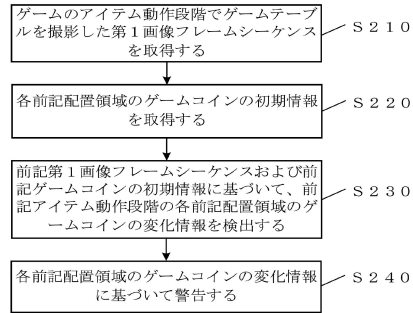 ゲームのアイテム動作段階でゲームテーブ
ルを撮影した第1画像フレームシーケンス
を取得する
S210
各前記配置領域のゲームコインの初期情報
を取得する
S220
前記第1画像フレームシーケンスおよび前
記ゲームコインの初期情報に基づいて、前
記アイテム動作段階の各前記配置領域のゲ
ームコインの変化情報を検出する
S230
各前記配置領域のゲームコインの変化情報
に基づいて警告する
S240